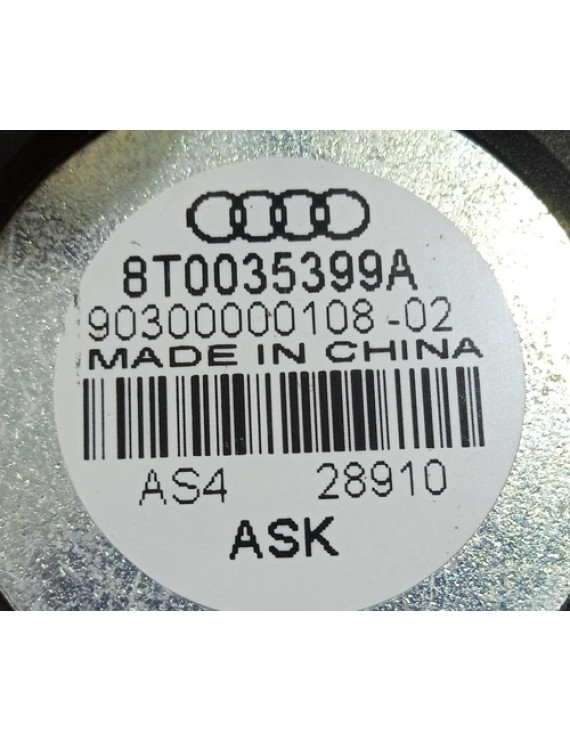 8T0035399A
90300000108-02
MADE IN CHINA
AS4 28910
ASK